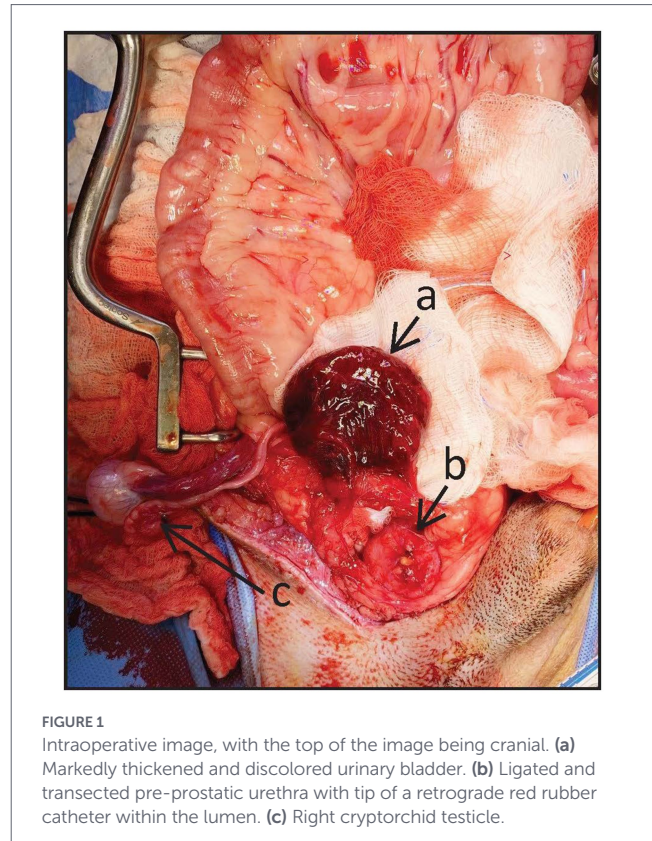 a
b
c
FIGURE 1
Intraoperative image, with the top of the image being cranial. (a)
Markedly thickened and discolored urinary bladder. (b) Ligated and
transected pre-prostatic urethra with tip of a retrograde red rubber
catheter within the lumen. (c) Right cryptorchid testicle.